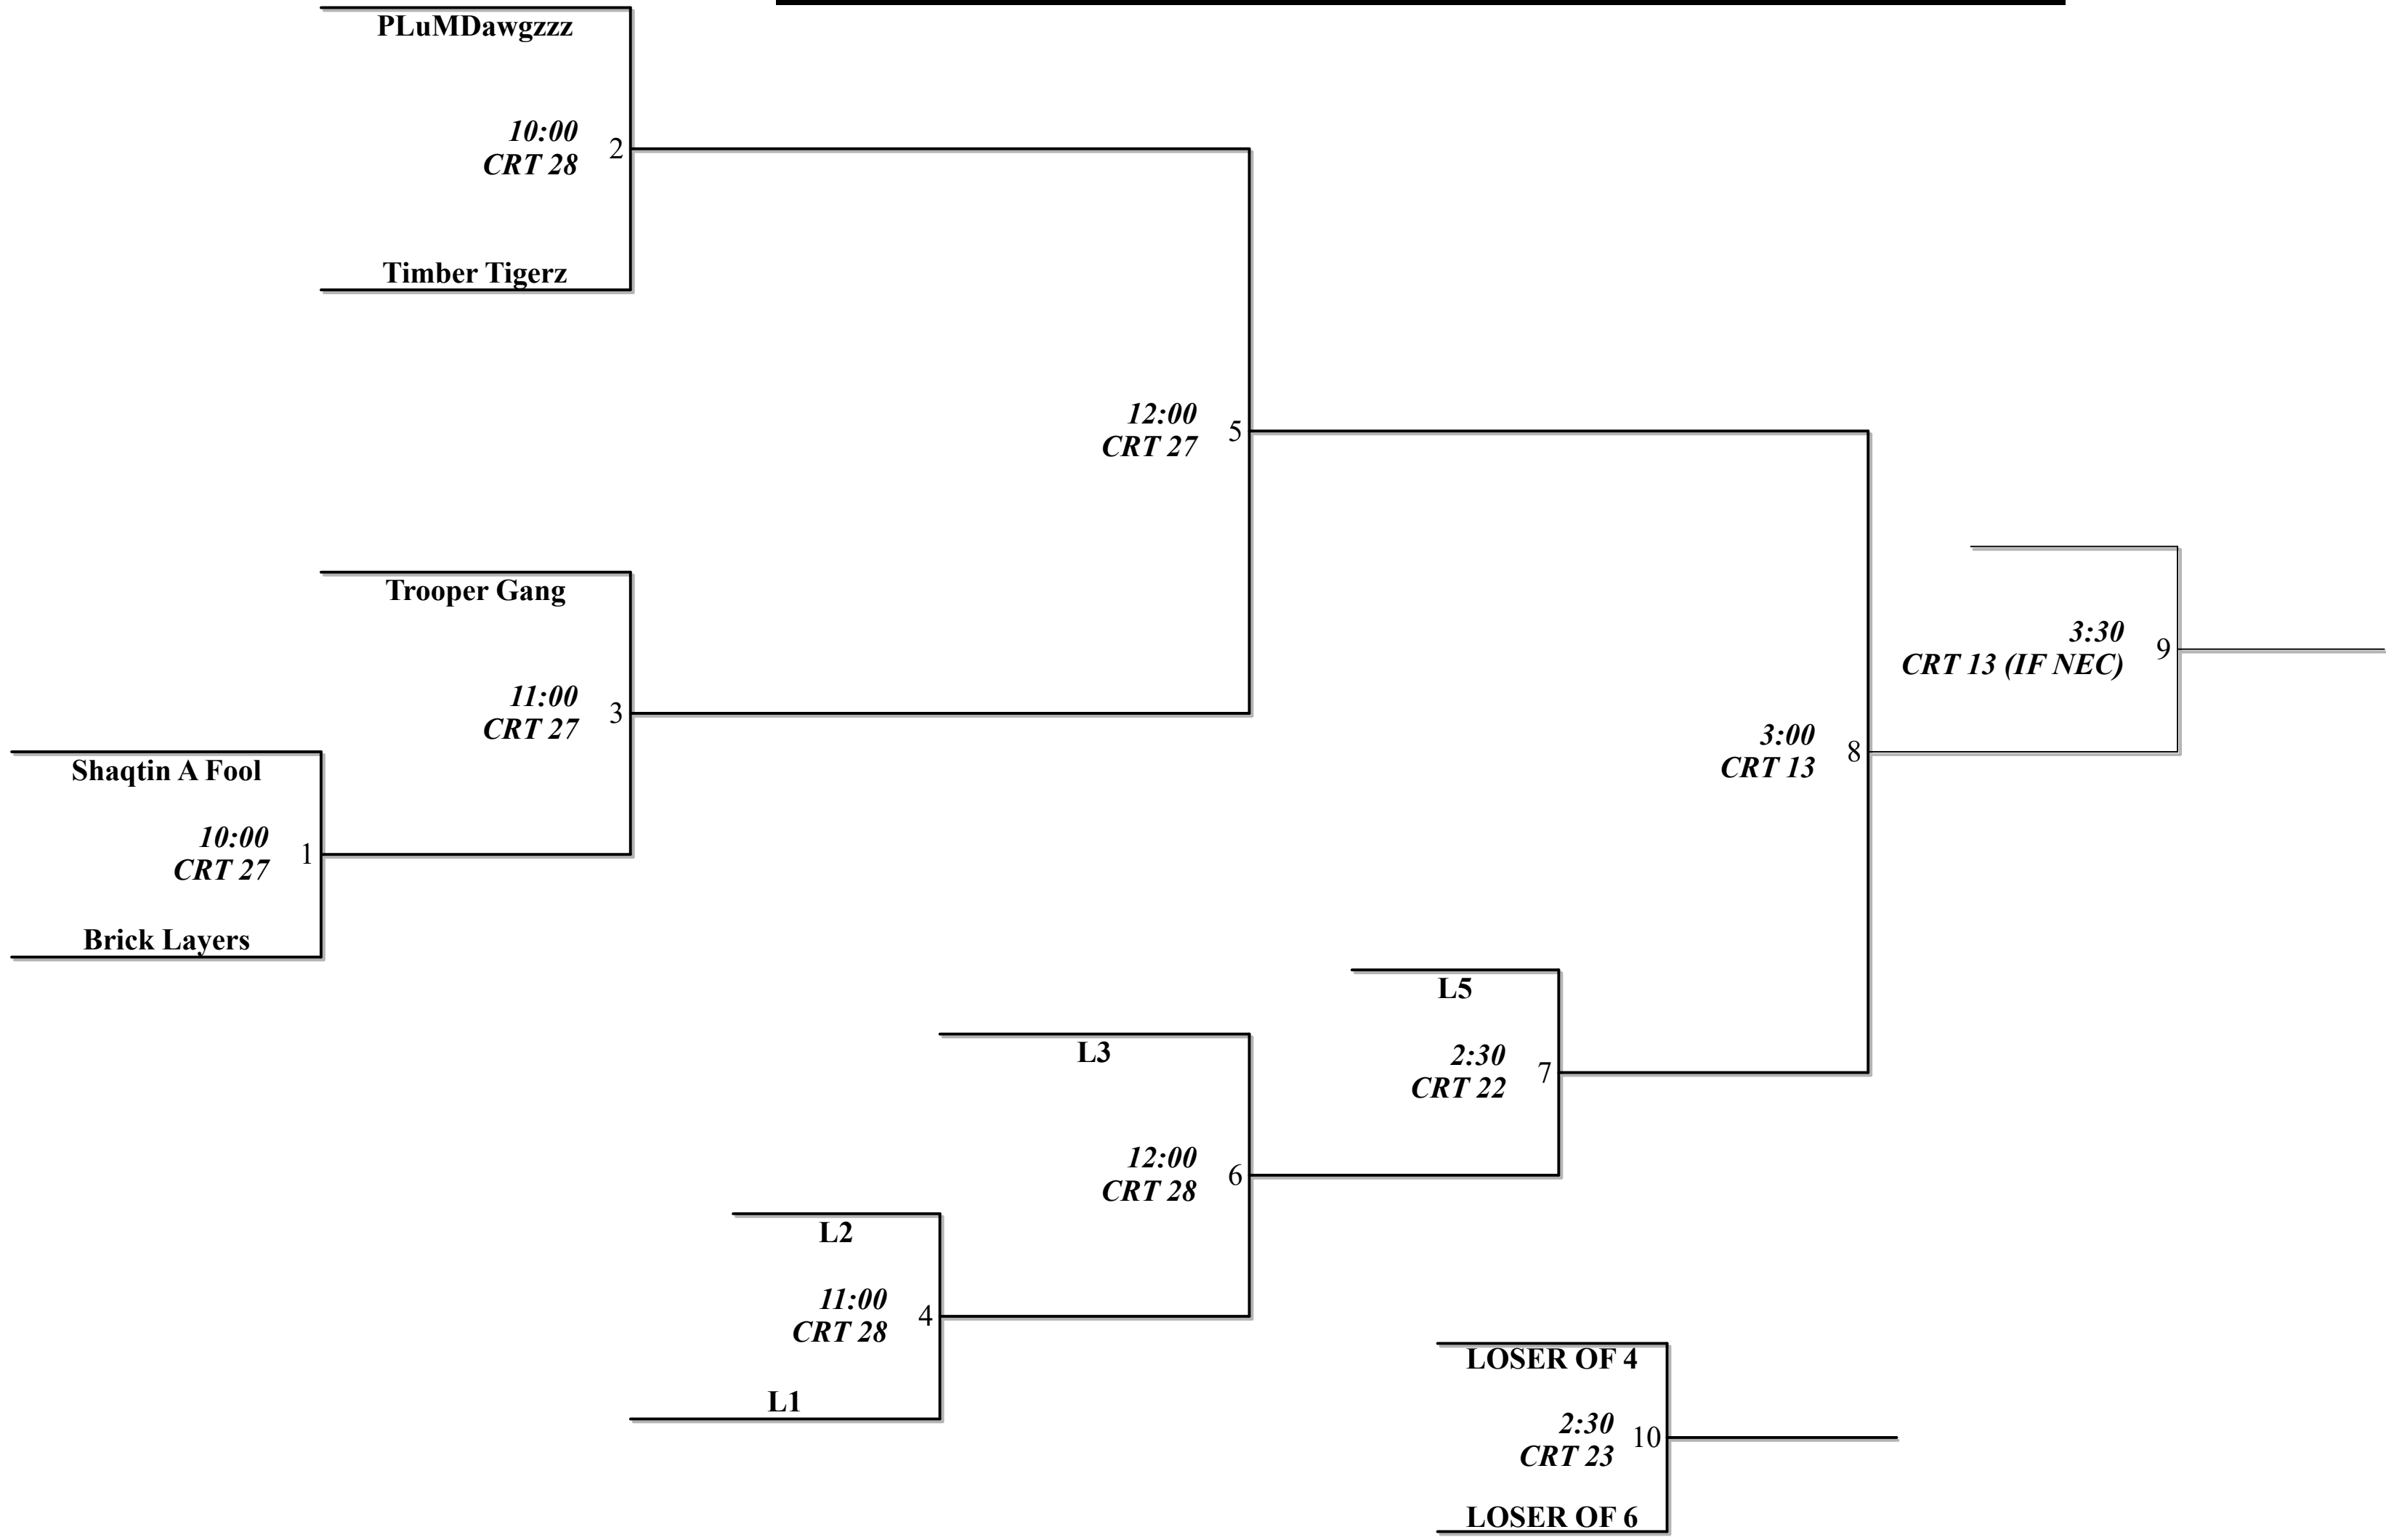 PLuMDawgzzz
10:00
CRT 28
2
Timber Tigerz
12:00
CRT 27
5
Trooper Gang
11:00
CRT 27
3
Shaqtin A Fool
10:00
CRT 27
1
Brick Layers
3:30
CRT 13 (IF NEC)
9
3:00
CRT 13
8
L5
2:30
CRT 22
7
L3
12:00
CRT 28
6
L2
11:00
CRT 28
4
L1
LOSER OF 4
2:30
CRT 23
10
LOSER OF 6